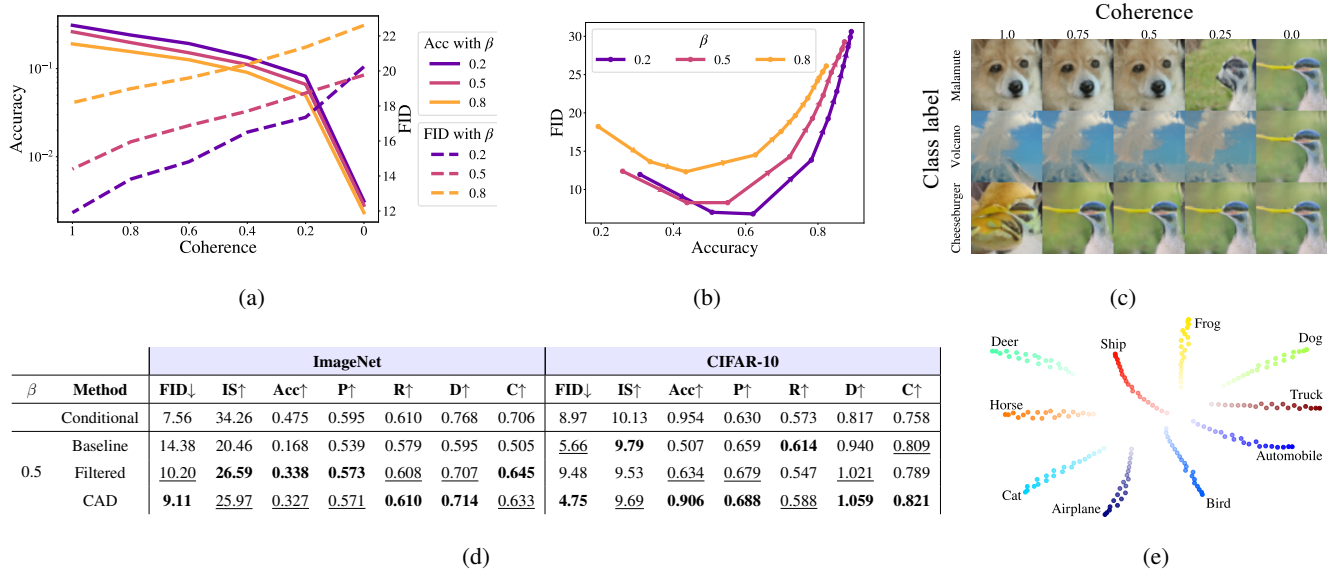 Accuracy
10⁻¹
10⁻²
1
0.8
0.6
0.4
0.2
0
Coherence
22
20
18
16
14
12
FID
Acc with β
0.2
0.5
0.8
FID with β
0.2
0.5
0.8
(a)
FID
30
25
20
15
10
0.2
0.4
0.6
0.8
Accuracy
β
0.2 0.5 0.8
(b)
Coherence
1.0 0.75 0.5 0.25 0.0
Class label
Malamute
Volcano
Cheeseburger
(c)
ImageNet CIFAR-10
β Method FID↓ IS↑ Acc↑ P↑ R↑ D↑ C↑ FID↓ IS↑ Acc↑ P↑ R↑ D↑ C↑
Conditional 7.56 34.26 0.475 0.595 0.610 0.768 0.706 8.97 10.13 0.954 0.630 0.573 0.817 0.758
Baseline 14.38 20.46 0.168 0.539 0.579 0.595 0.505 5.66 9.79 0.507 0.659 0.614 0.940 0.809
0.5 Filtered 10.20 26.59 0.338 0.573 0.608 0.707 0.645 9.48 9.53 0.634 0.679 0.547 1.021 0.789
CAD 9.11 25.97 0.327 0.571 0.610 0.714 0.633 4.75 9.69 0.906 0.688 0.588 1.059 0.821
(d)
Deer
Ship
Frog
Dog
Horse
Truck
Automobile
Cat
Airplane
Bird
(e)